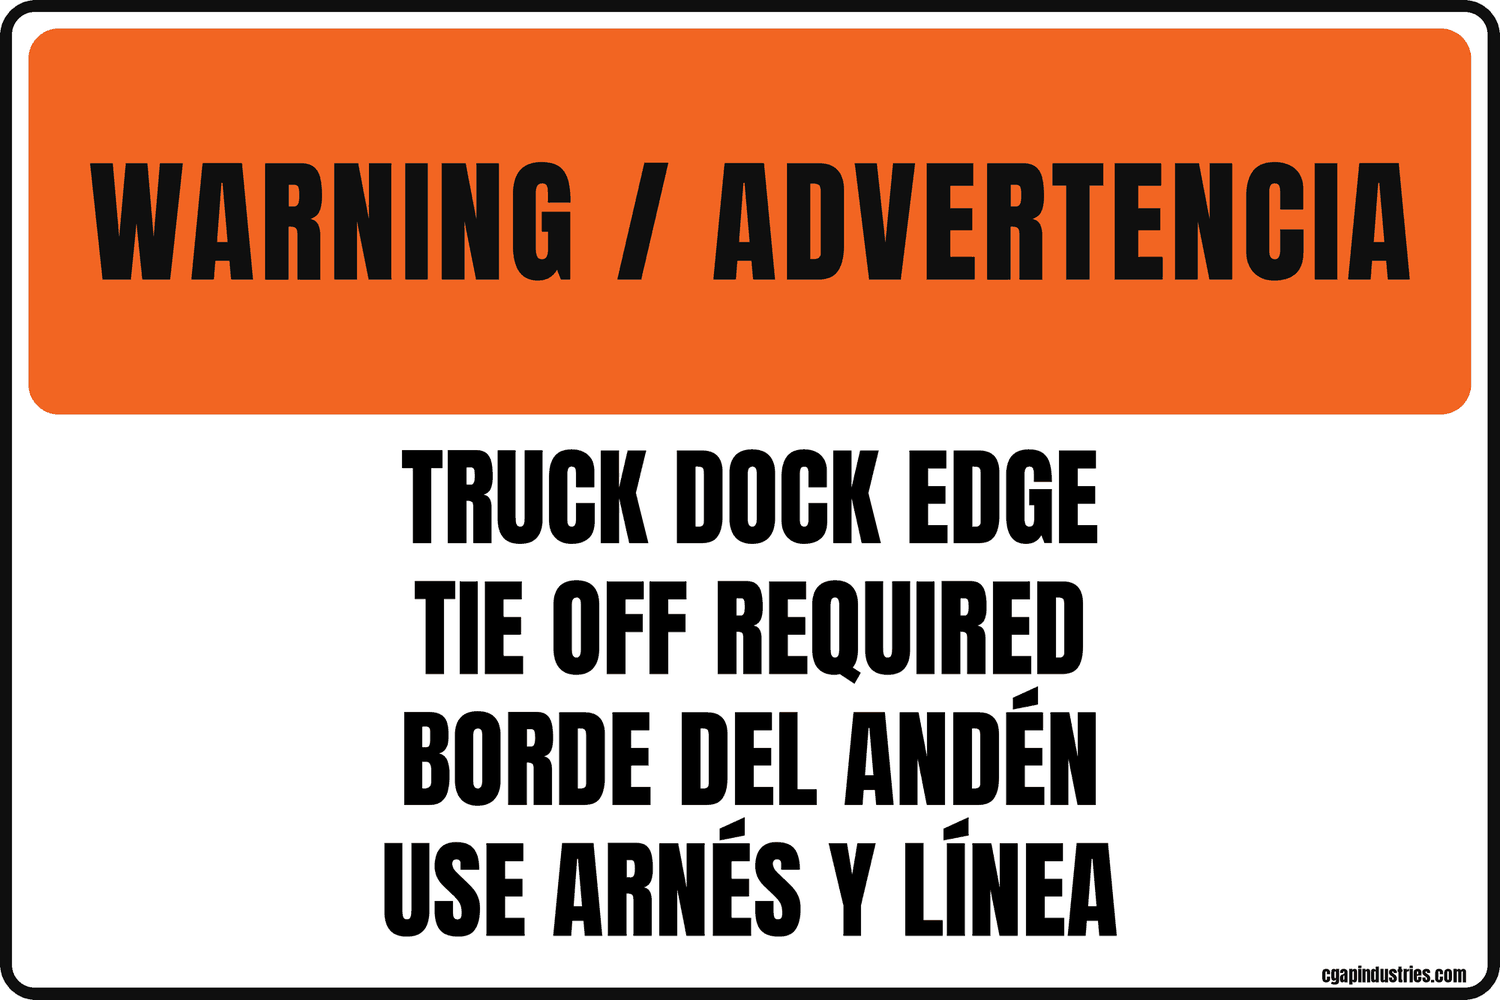 WARNING / ADVERTENCIA
TRUCK DOCK EDGE
TIE OFF REQUIRED
BORDE DEL ANDÉN
USE ARNÉS Y LÍNEA
cgapindustries.com